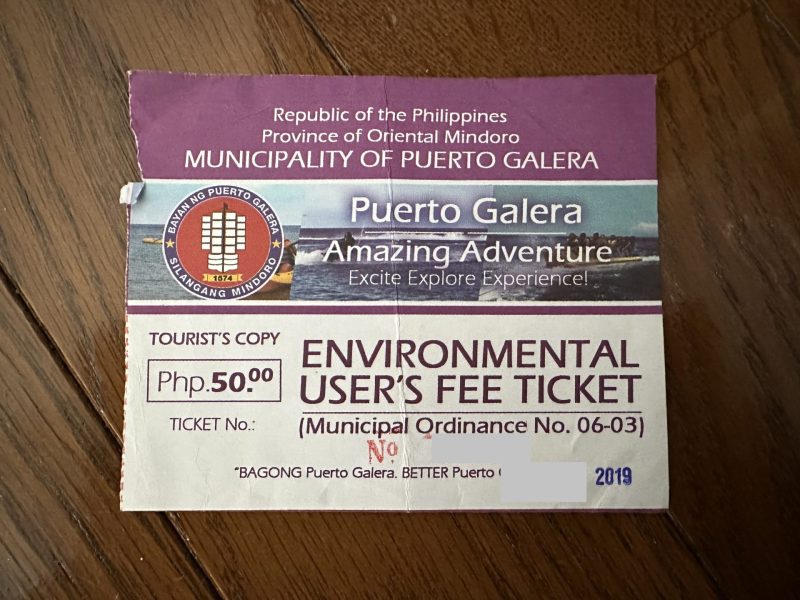 Republic of the Philippines
Province of Oriental Mindoro
MUNICIPALITY OF PUERTO GALERA
BAYAN NG PUERTO GALERA
1574
SILANGANG MINDORO
Puerto Galera
Amazing Adventure
Excite Explore Experience!
TOURIST'S COPY
Php.50.00
TICKET No.:
ENVIRONMENTAL
USER'S FEE TICKET
(Municipal Ordinance No. 06-03)
No
"BAGONG Puerto Galera. BETTER Puerto
2019